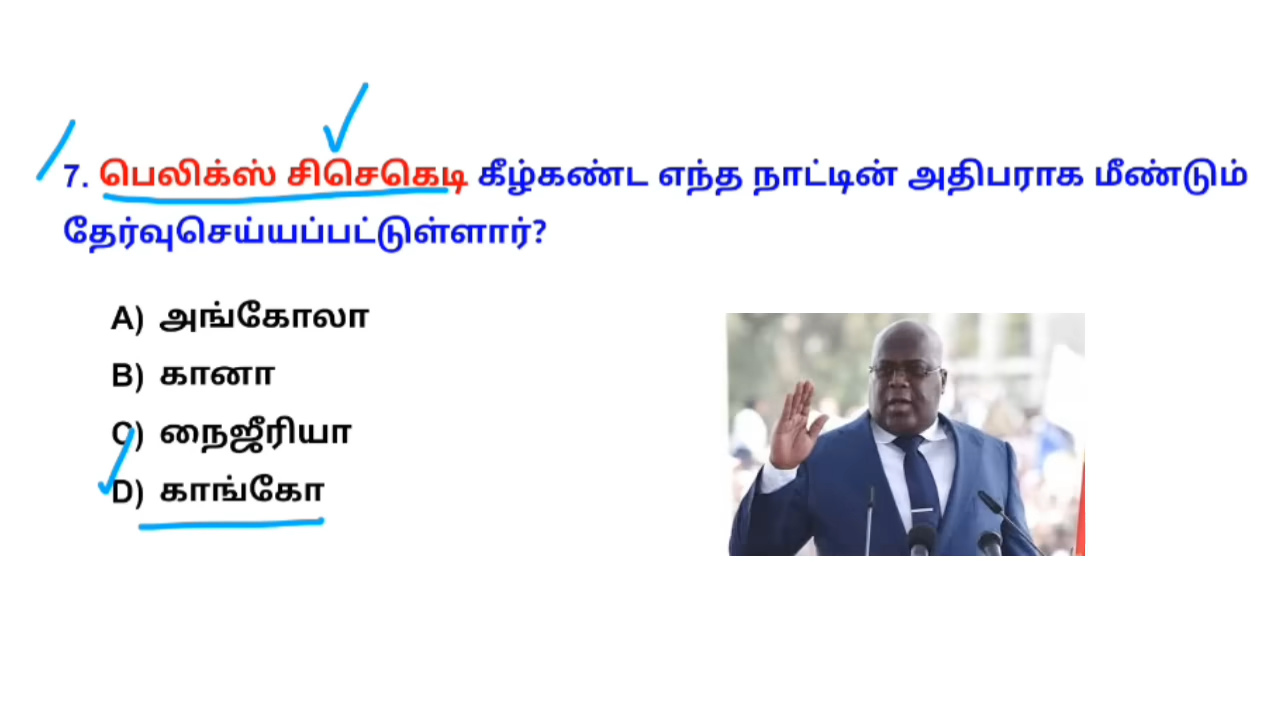 7. பெலிக்ஸ் சிசெகெடி கீழ்கண்ட எந்த நாட்டின் அதிபராக மீண்டும்
தேர்வுசெய்யப்பட்டுள்ளார்?
A) அங்கோலா
B) கானா
C) நைஜீரியா
D) காங்கோ